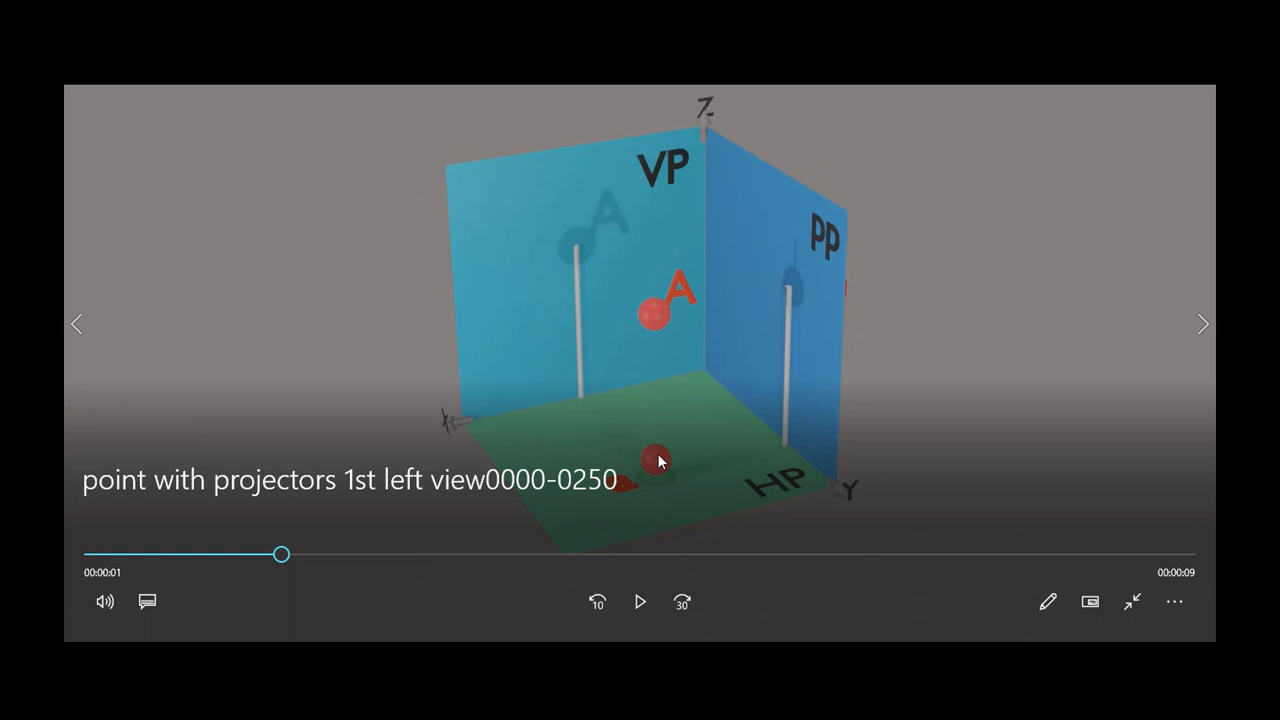 Z
VP
A
PP
A
X
HP
Y
point with projectors 1st left view0000-0250
00:00:01
00:00:09
10
30